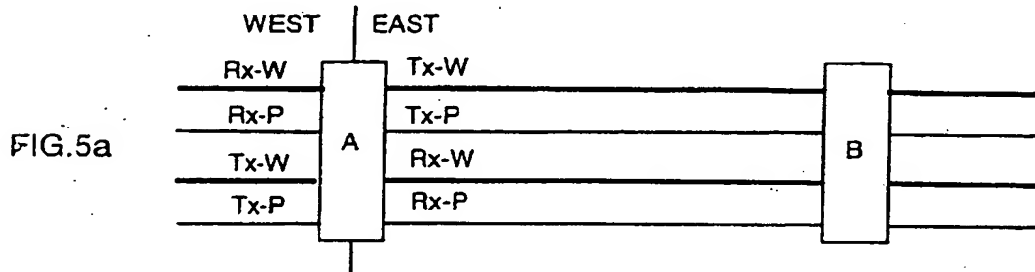 WEST EAST
Rx-W Tx-W
Rx-P Tx-P
FIG.5a A B
Tx-W Rx-W
Tx-P Rx-P